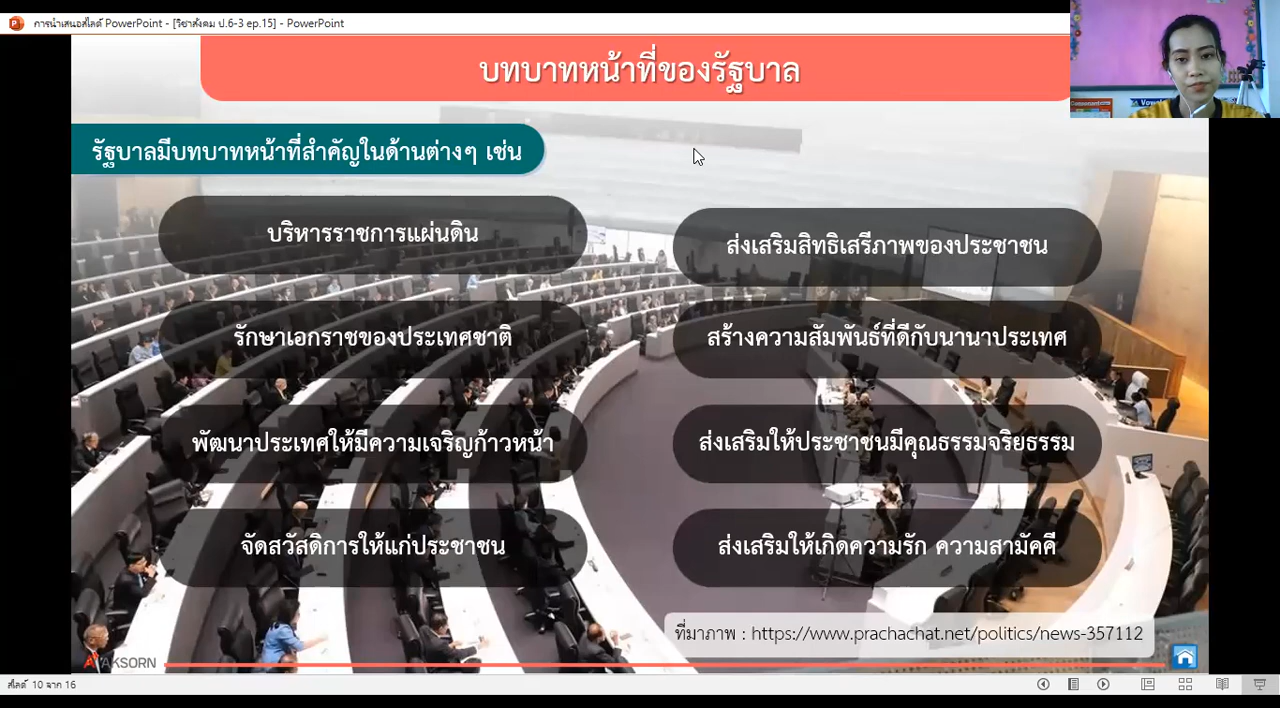 การนำเสนอสไลด์ PowerPoint - [วิชาสังคม ป.6-3 ep.15] - PowerPoint
บทบาทหน้าที่ของรัฐบาล
รัฐบาลมีบทบาทหน้าที่สำคัญในด้านต่างๆ เช่น
บริหารราชการแผ่นดิน
ส่งเสริมสิทธิเสรีภาพของประชาชน
รักษาเอกราชของประเทศชาติ
สร้างความสัมพันธ์ที่ดีกับนานาประเทศ
พัฒนาประเทศให้มีความเจริญก้าวหน้า
ส่งเสริมให้ประชาชนมีคุณธรรมจริยธรรม
จัดสวัสดิการให้แก่ประชาชน
ส่งเสริมให้เกิดความรัก ความสามัคคี
ที่มาภาพ : https://www.prachachat.net/politics/news-357112
AKSORN
สไลด์ 10 จาก 16